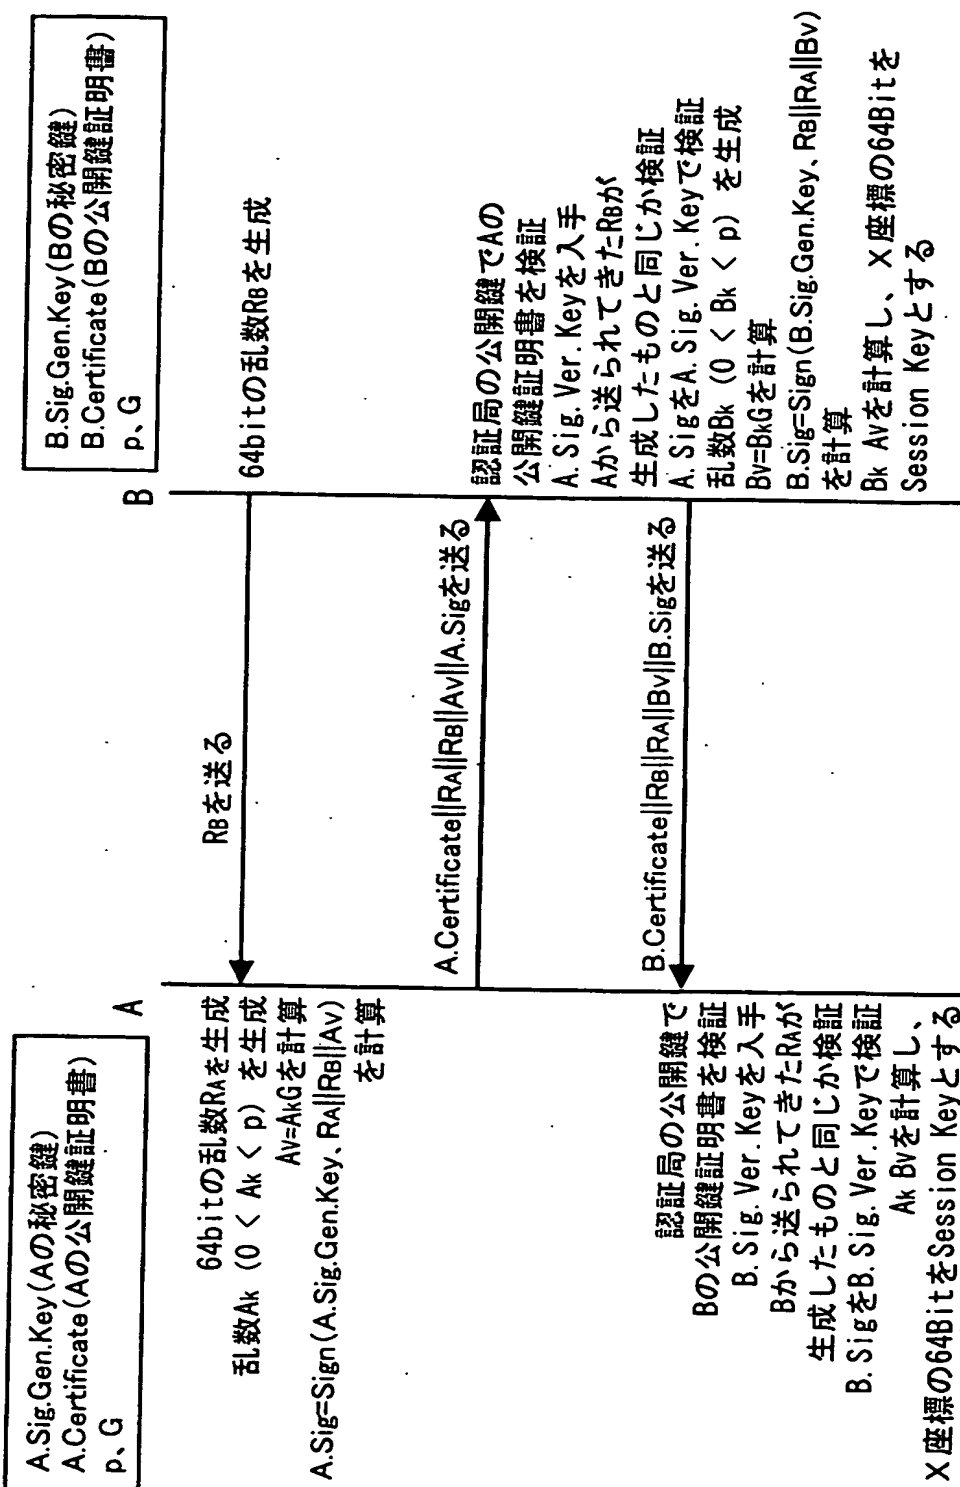 A.Sig.Gen.Key(Aの秘密鍵)
A.Certificate(Aの公開鍵証明書)
p、G
B.Sig.Gen.Key(Bの秘密鍵)
B.Certificate(Bの公開鍵証明書)
p、G
A
B
64bitの乱数RBを生成
RBを送る
64bitの乱数RAを生成
乱数Ak (0 < Ak < p) を生成
Av=AkGを計算
A.Sig=Sign(A.Sig.Gen.Key、RA||RB||Av)
を計算
A.Certificate||RA||RB||Av||A.Sigを送る
認証局の公開鍵でAの
公開鍵証明書を検証
A.Sig.Ver.Keyを入手
Aから送られてきたRBが
生成したものと同じか検証
A.SigをA.Sig.Ver.Keyで検証
乱数Bk (0 < Bk < p) を生成
Bv=BkGを計算
B.Sig=Sign(B.Sig.Gen.Key、RB||RA||Bv)
を計算
Bk Avを計算し、X座標の64Bitを
Session Keyとする
B.Certificate||RB||RA||Bv||B.Sigを送る
認証局の公開鍵で
Bの公開鍵証明書を検証
B.Sig.Ver.Keyを入手
Bから送られてきたRAが
生成したものと同じか検証
B.SigをB.Sig.Ver.Keyで検証
Ak Bvを計算し、
X座標の64BitをSession Keyとする